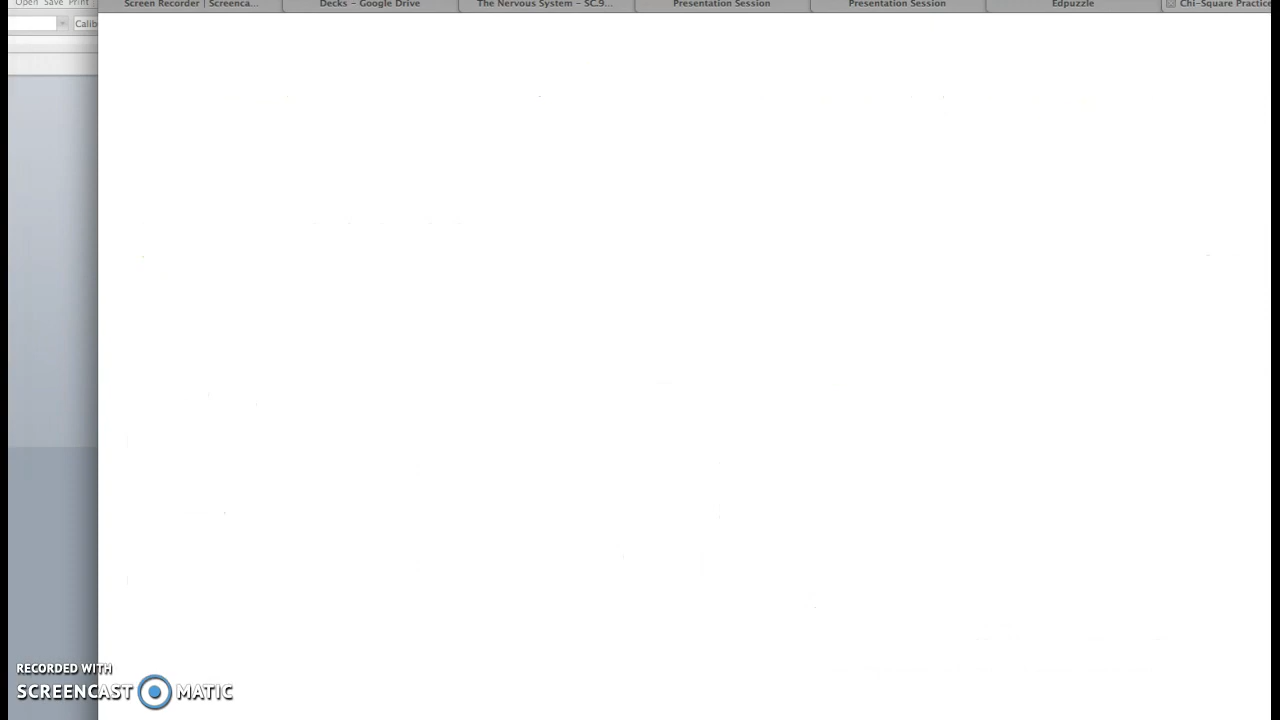 Open Save Print
Screen Recorder | Screenca... Decks - Google Drive The Nervous System - SC.9... Presentation Session Presentation Session Edpuzzle Chi-Square Practice
Calib
RECORDED WITH
SCREENCAST MATIC